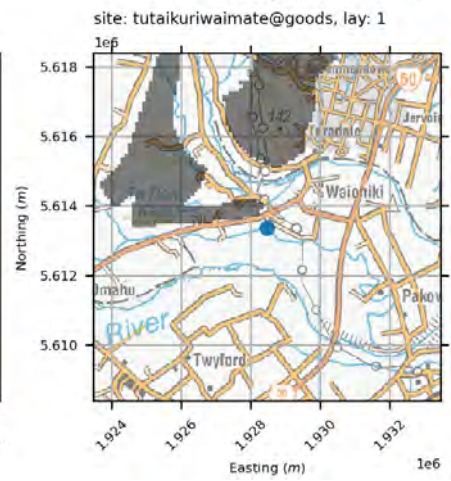 site: tutaikuriwaimate@goods, lay: 1
1e6
5.618
5.616
5.614
5.612
5.610
Northing (m)
50
142
Jervois
Taradale
Waiohiki
Omahu
Pakow
River
Twyford
1.924
1.926
1.928
1.930
1.932
Easting (m)
1e6